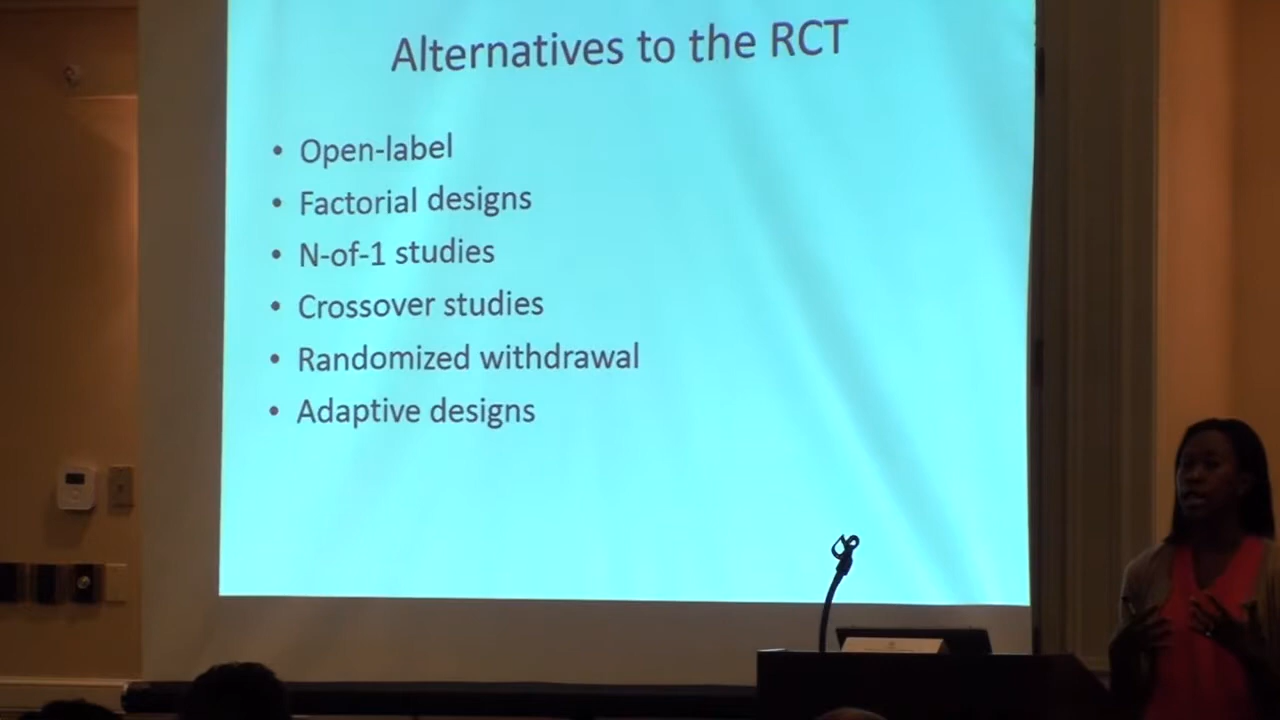 Alternatives to the RCT
• Open-label
• Factorial designs
• N-of-1 studies
• Crossover studies
• Randomized withdrawal
• Adaptive designs